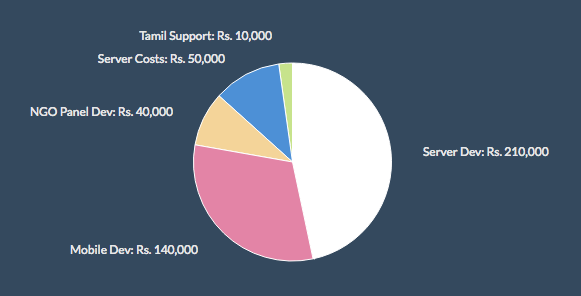 Tamil Support: Rs. 10,000
Server Costs: Rs. 50,000
NGO Panel Dev: Rs. 40,000
Server Dev: Rs. 210,000
Mobile Dev: Rs. 140,000